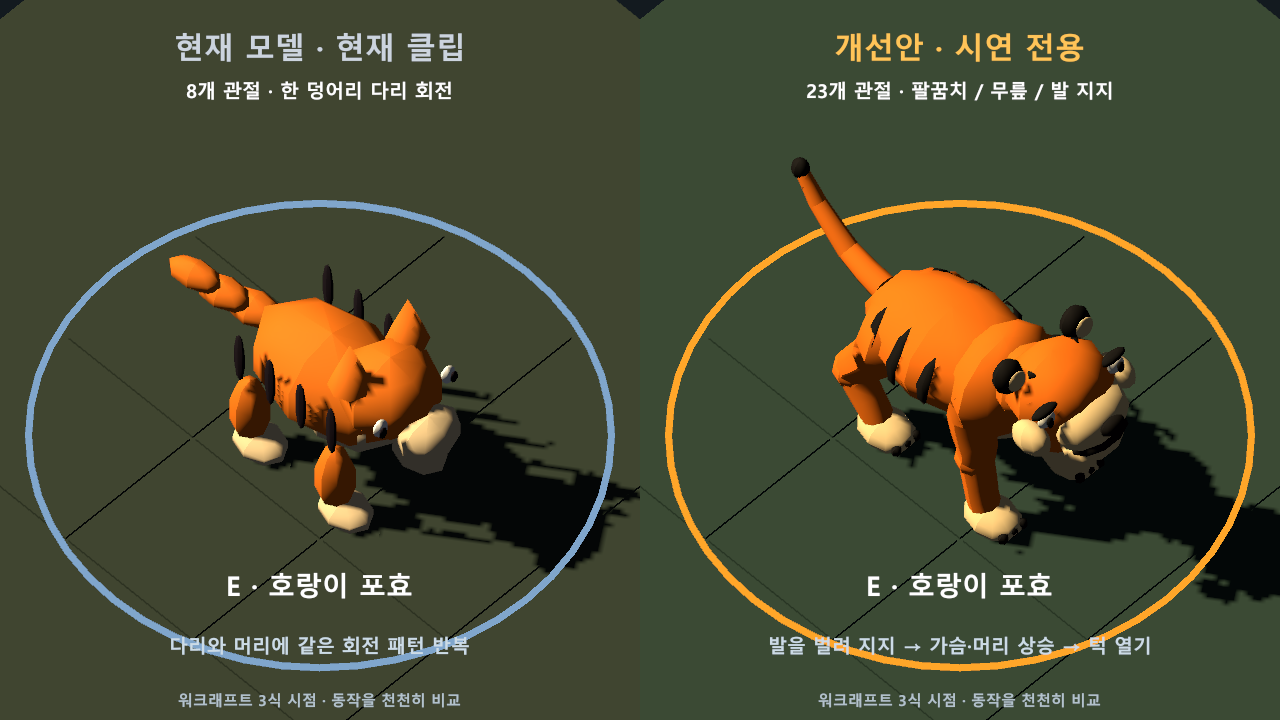 현재 모델 · 현재 클립
8개 관절 · 한 덩어리 다리 회전
E · 호랑이 포효
다리와 머리에 같은 회전 패턴 반복
워크래프트 3식 시점 · 동작을 천천히 비교
개선안 · 시연 전용
23개 관절 · 팔꿈치 / 무릎 / 발 지지
E · 호랑이 포효
발을 벌려 지지 → 가슴·머리 상승 → 턱 열기
워크래프트 3식 시점 · 동작을 천천히 비교